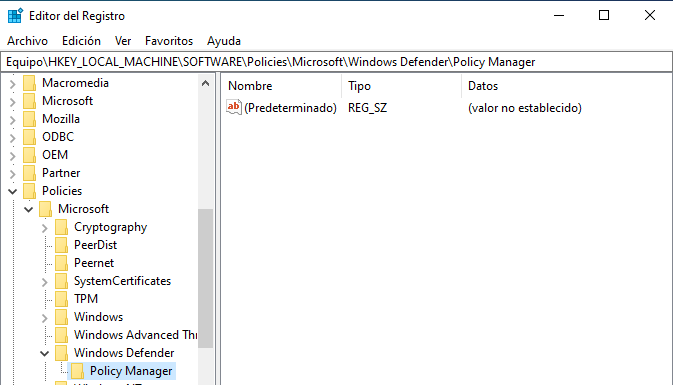 Editor del Registro
Archivo Edición Ver Favoritos Ayuda
Equipo\HKEY_LOCAL_MACHINE\SOFTWARE\Policies\Microsoft\Windows Defender\Policy Manager
Macromedia
Microsoft
Mozilla
ODBC
OEM
Partner
Policies
Microsoft
Cryptography
PeerDist
Peernet
SystemCertificates
TPM
Windows
Windows Advanced Thr
Windows Defender
Policy Manager
Nombre Tipo Datos
ab (Predeterminado) REG_SZ (valor no establecido)